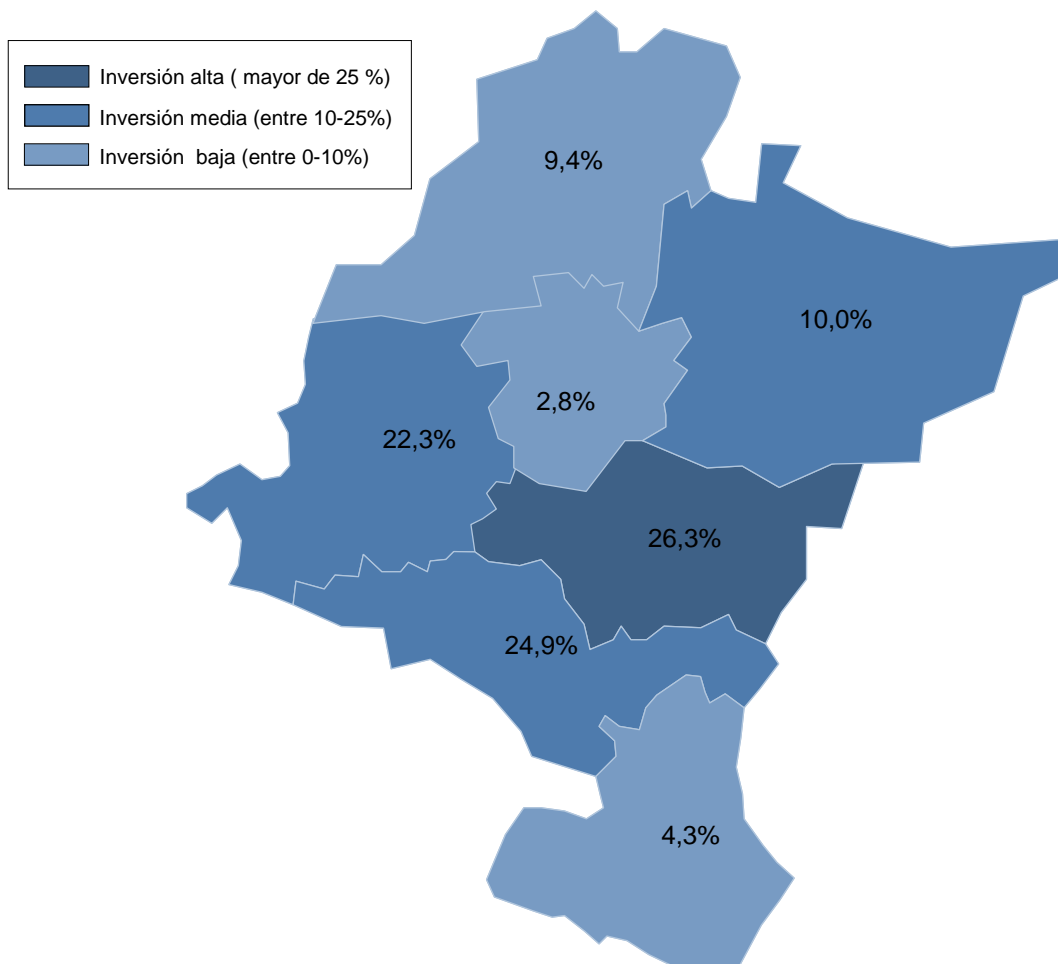 Inversión alta ( mayor de 25 %)
Inversión media (entre 10-25%)
Inversión  baja (entre 0-10%)
9,4%
10,0%
2,8%
22,3%
26,3%
24,9%
4,3%